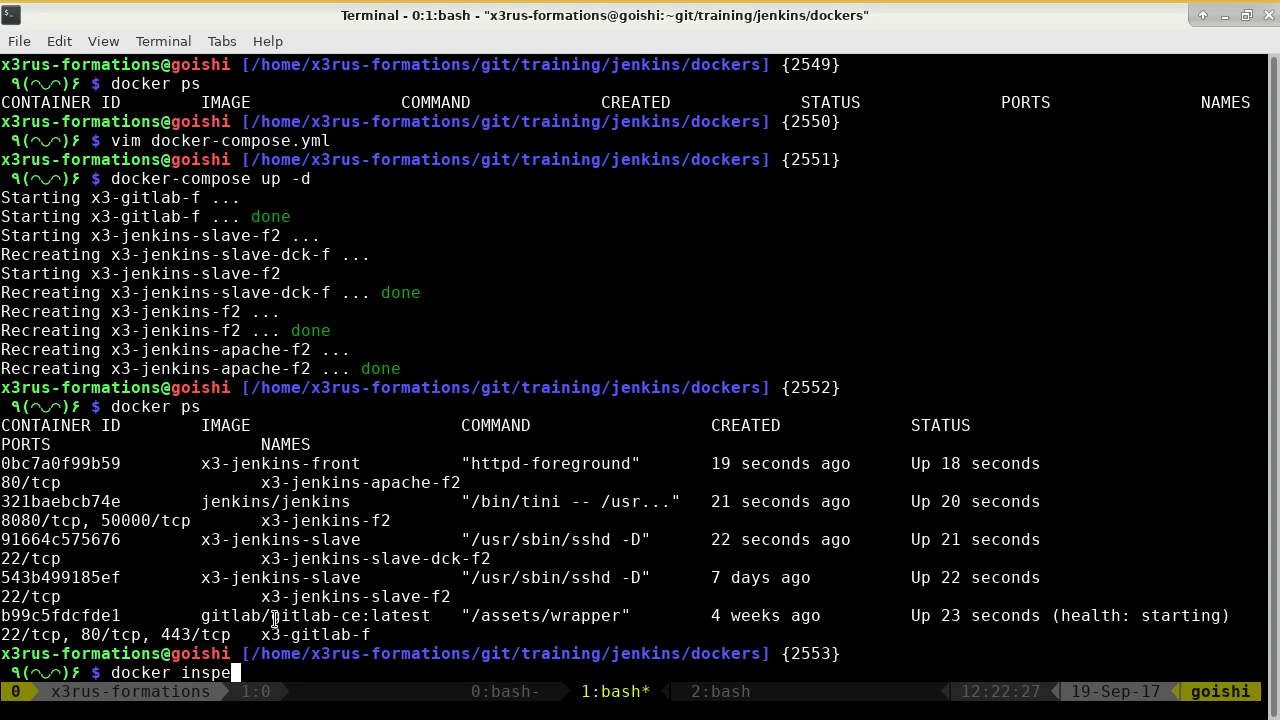 Terminal - 0:1:bash - "x3rus-formations@goishi:~git/training/jenkins/dockers"
File Edit View Terminal Tabs Help
x3rus-formations@goishi [/home/x3rus-formations/git/training/jenkins/dockers] {2549}
٩(◠◡◠)۶ $ docker ps
CONTAINER ID IMAGE COMMAND CREATED STATUS PORTS NAMES
x3rus-formations@goishi [/home/x3rus-formations/git/training/jenkins/dockers] {2550}
٩(◠◡◠)۶ $ vim docker-compose.yml
x3rus-formations@goishi [/home/x3rus-formations/git/training/jenkins/dockers] {2551}
٩(◠◡◠)۶ $ docker-compose up -d
Starting x3-gitlab-f ...
Starting x3-gitlab-f ... done
Starting x3-jenkins-slave-f2 ...
Recreating x3-jenkins-slave-dck-f ...
Starting x3-jenkins-slave-f2
Recreating x3-jenkins-slave-dck-f ... done
Recreating x3-jenkins-f2 ...
Recreating x3-jenkins-f2 ... done
Recreating x3-jenkins-apache-f2 ...
Recreating x3-jenkins-apache-f2 ... done
x3rus-formations@goishi [/home/x3rus-formations/git/training/jenkins/dockers] {2552}
٩(◠◡◠)۶ $ docker ps
CONTAINER ID IMAGE COMMAND CREATED STATUS
PORTS NAMES
0bc7a0f99b59 x3-jenkins-front "httpd-foreground" 19 seconds ago Up 18 seconds
80/tcp x3-jenkins-apache-f2
321baebcb74e jenkins/jenkins "/bin/tini -- /usr..." 21 seconds ago Up 20 seconds
8080/tcp, 50000/tcp x3-jenkins-f2
91664c575676 x3-jenkins-slave "/usr/sbin/sshd -D" 22 seconds ago Up 21 seconds
22/tcp x3-jenkins-slave-dck-f2
543b499185ef x3-jenkins-slave "/usr/sbin/sshd -D" 7 days ago Up 22 seconds
22/tcp x3-jenkins-slave-f2
b99c5fdcfde1 gitlab/gitlab-ce:latest "/assets/wrapper" 4 weeks ago Up 23 seconds (health: starting)
22/tcp, 80/tcp, 443/tcp x3-gitlab-f
x3rus-formations@goishi [/home/x3rus-formations/git/training/jenkins/dockers] {2553}
٩(◠◡◠)۶ $ docker inspe
0 x3rus-formations 1:0 0:bash- 1:bash* 2:bash 12:22:27 19-Sep-17 goishi